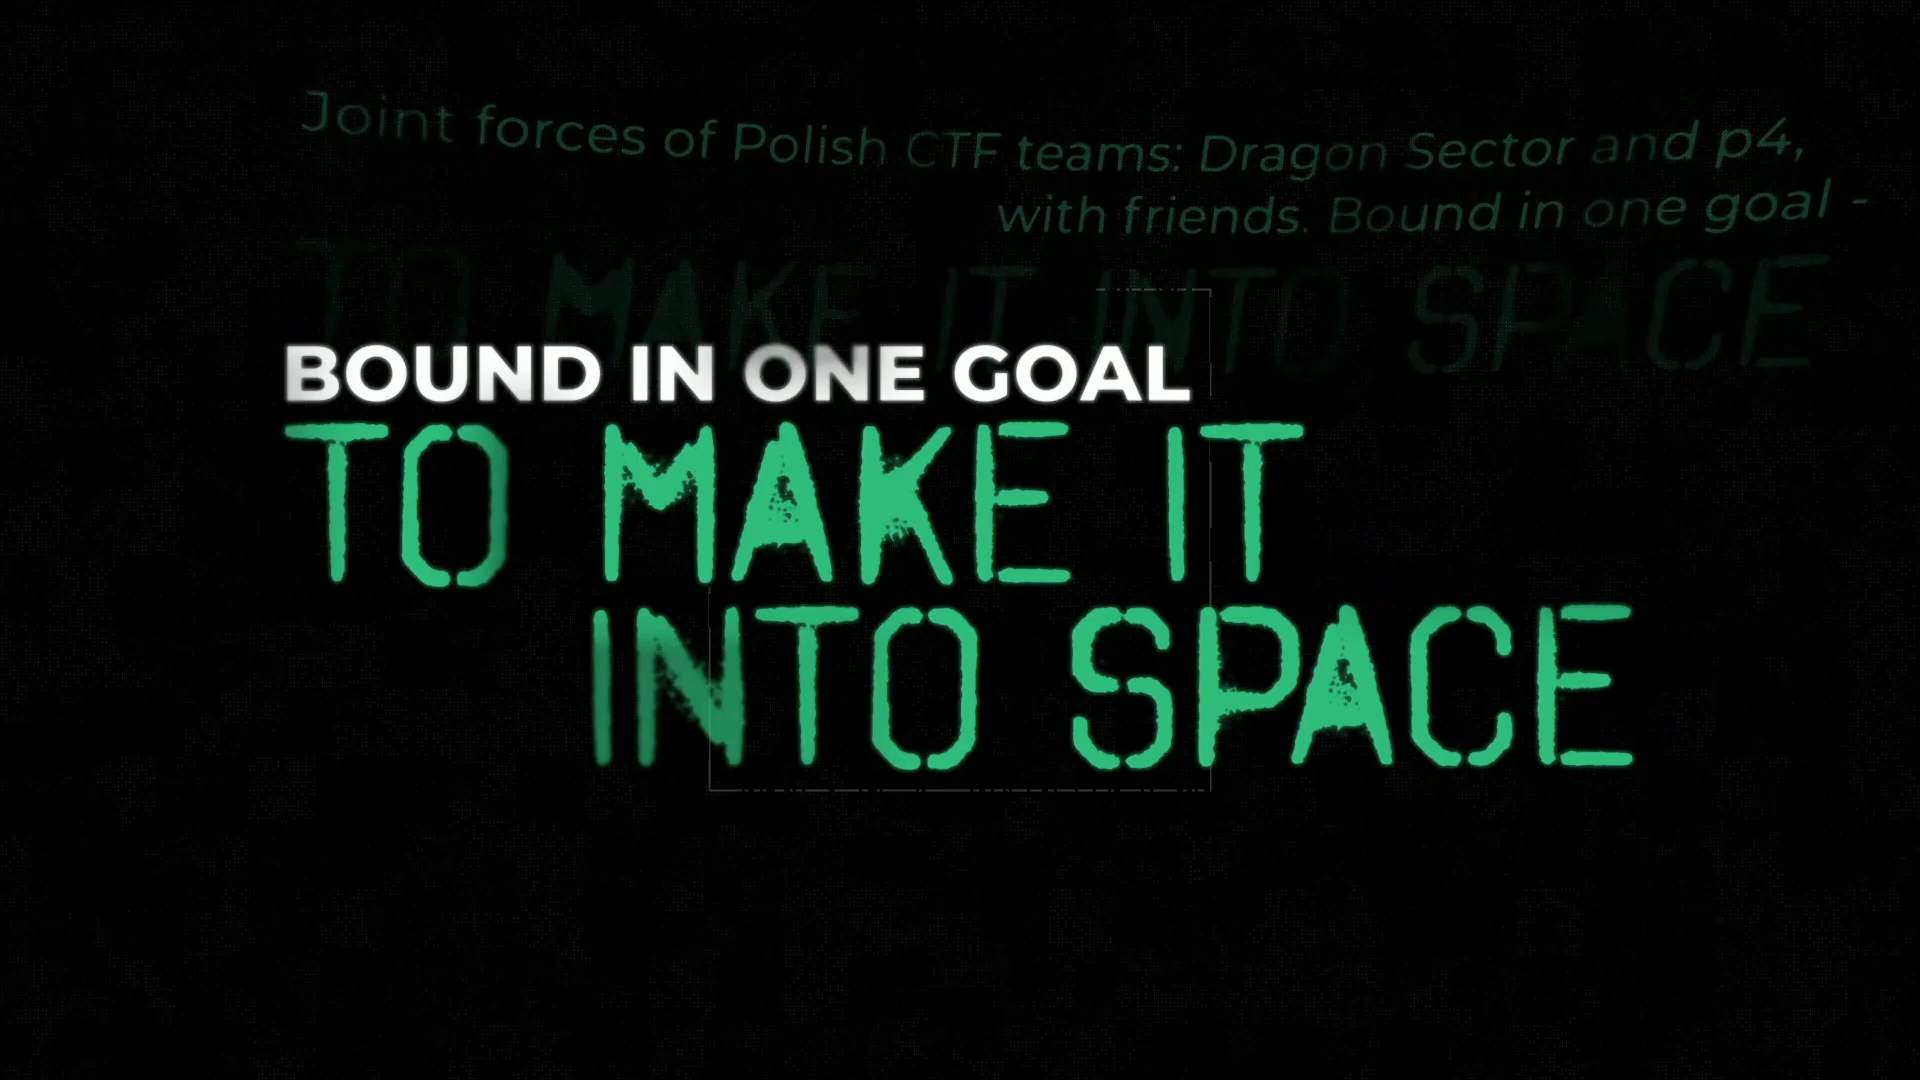 Joint forces of Polish CTF teams: Dragon Sector and p4,
with friends. Bound in one goal -
TO MAKE IT INTO SPACE
BOUND IN ONE GOAL
TO MAKE IT
INTO SPACE